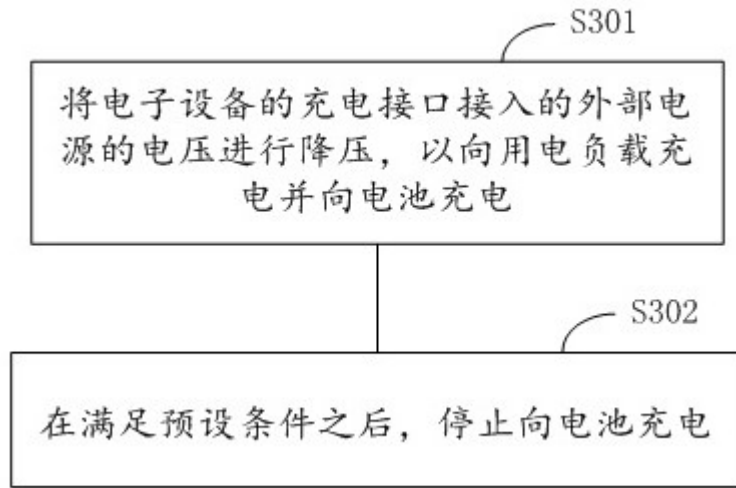 S301
将电子设备的充电接口接入的外部电
源的电压进行降压，以向用电负载充
电并向电池充电
S302
在满足预设条件之后，停止向电池充电